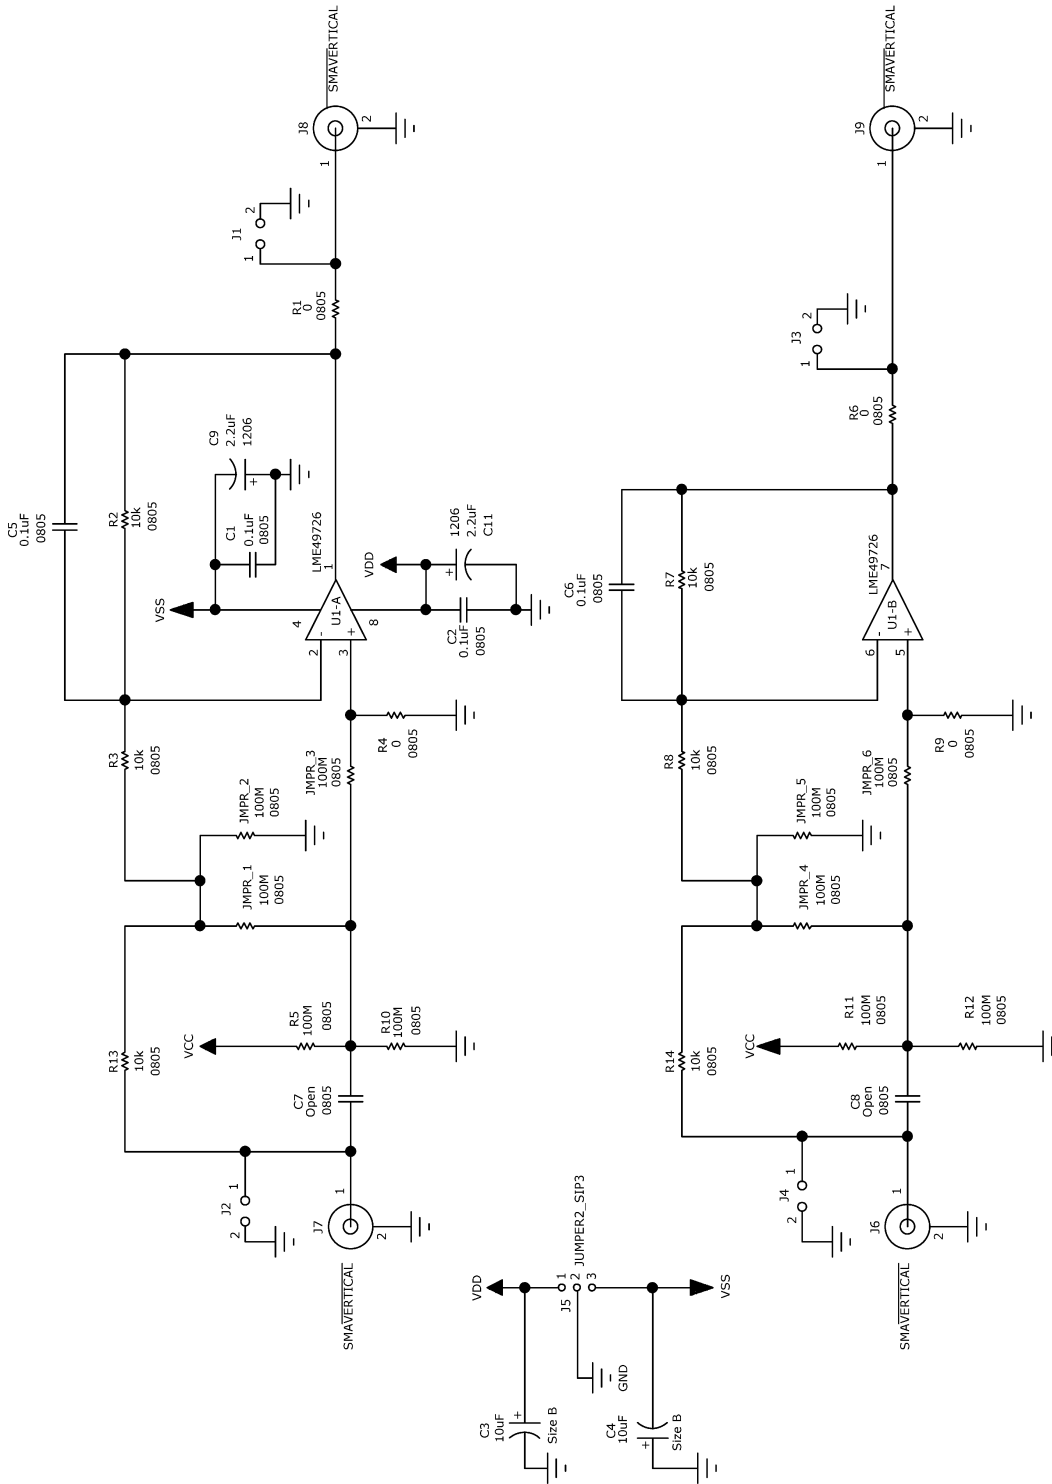 SMAVERTICAL
J8
1
2
J1
1
2
R1
0
0805
C5
0.1uF
0805
R2
10k
0805
C9
2.2uF
1206
+
C1
0.1uF
0805
VSS
LME49726
1
U1-A
4
8
2
3
-
+
VDD
1206
2.2uF
C11
+
C2
0.1uF
0805
R3
10k
0805
R4
0
0805
JMPR_3
100M
0805
JMPR_2
100M
0805
JMPR_1
100M
0805
R13
10k
0805
VCC
R5
100M
0805
R10
100M
0805
C7
Open
0805
J2
1
2
J7
1
2
SMAVERTICAL
SMAVERTICAL
J9
1
2
J3
1
2
R6
0
0805
C6
0.1uF
0805
R7
10k
0805
LME49726
7
U1-B
6
5
-
+
R8
10k
0805
R9
0
0805
JMPR_6
100M
0805
JMPR_5
100M
0805
JMPR_4
100M
0805
R14
10k
0805
VCC
R11
100M
0805
R12
100M
0805
C8
Open
0805
J4
1
2
J6
1
2
SMAVERTICAL
JUMPER2_SIP3
VDD
1
2
3
J5
VSS
GND
C3
10uF
+
Size B
C4
10uF
+
Size B